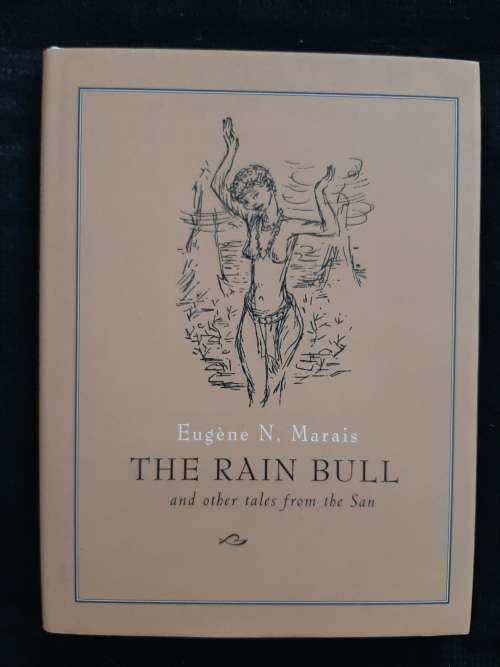 Eugène N. Marais
THE RAIN BULL
and other tales from the San